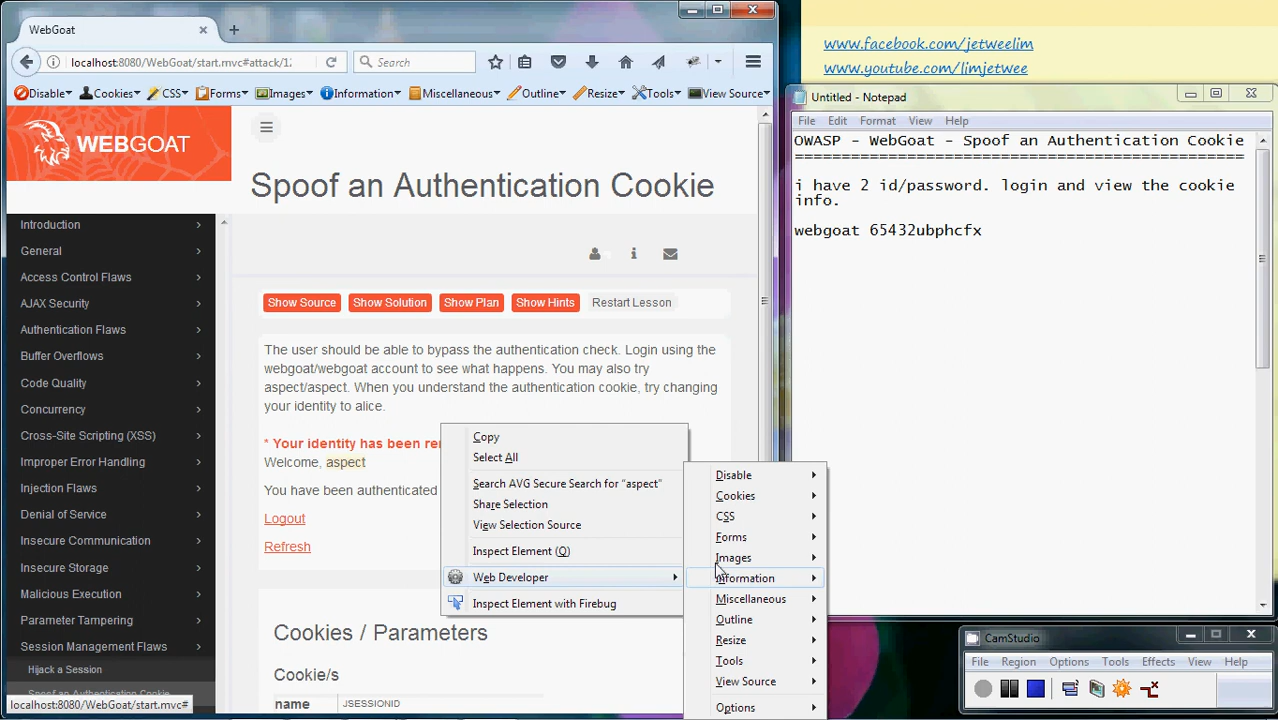 WebGoat
localhost:8080/WebGoat/start.mvc#attack/12
Search
Disable
Cookies
CSS
Forms
Images
Information
Miscellaneous
Outline
Resize
Tools
View Source
WEBGOAT
Spoof an Authentication Cookie
Introduction
General
Access Control Flaws
AJAX Security
Authentication Flaws
Buffer Overflows
Code Quality
Concurrency
Cross-Site Scripting (XSS)
Improper Error Handling
Injection Flaws
Denial of Service
Insecure Communication
Insecure Storage
Malicious Execution
Parameter Tampering
Session Management Flaws
Hijack a Session
Spoof an Authentication Cookie
localhost:8080/WebGoat/start.mvc#
Show Source
Show Solution
Show Plan
Show Hints
Restart Lesson
The user should be able to bypass the authentication check. Login using the
webgoat/webgoat account to see what happens. You may also try
aspect/aspect. When you understand the authentication cookie, try changing
your identity to alice.
* Your identity has been rer
Welcome, aspect
You have been authenticated
Logout
Refresh
Cookies / Parameters
Cookie/s
name JSESSIONID
Copy
Select All
Search AVG Secure Search for "aspect"
Share Selection
View Selection Source
Inspect Element (Q)
Web Developer
Inspect Element with Firebug
Disable
Cookies
CSS
Forms
Images
Information
Miscellaneous
Outline
Resize
Tools
View Source
Options
www.facebook.com/jetweelim
www.youtube.com/limjetwee
Untitled - Notepad
File Edit Format View Help
OWASP - WebGoat - Spoof an Authentication Cookie
================================================
i have 2 id/password. login and view the cookie
info.
webgoat 65432ubphcfx
CamStudio
File Region Options Tools Effects View Help